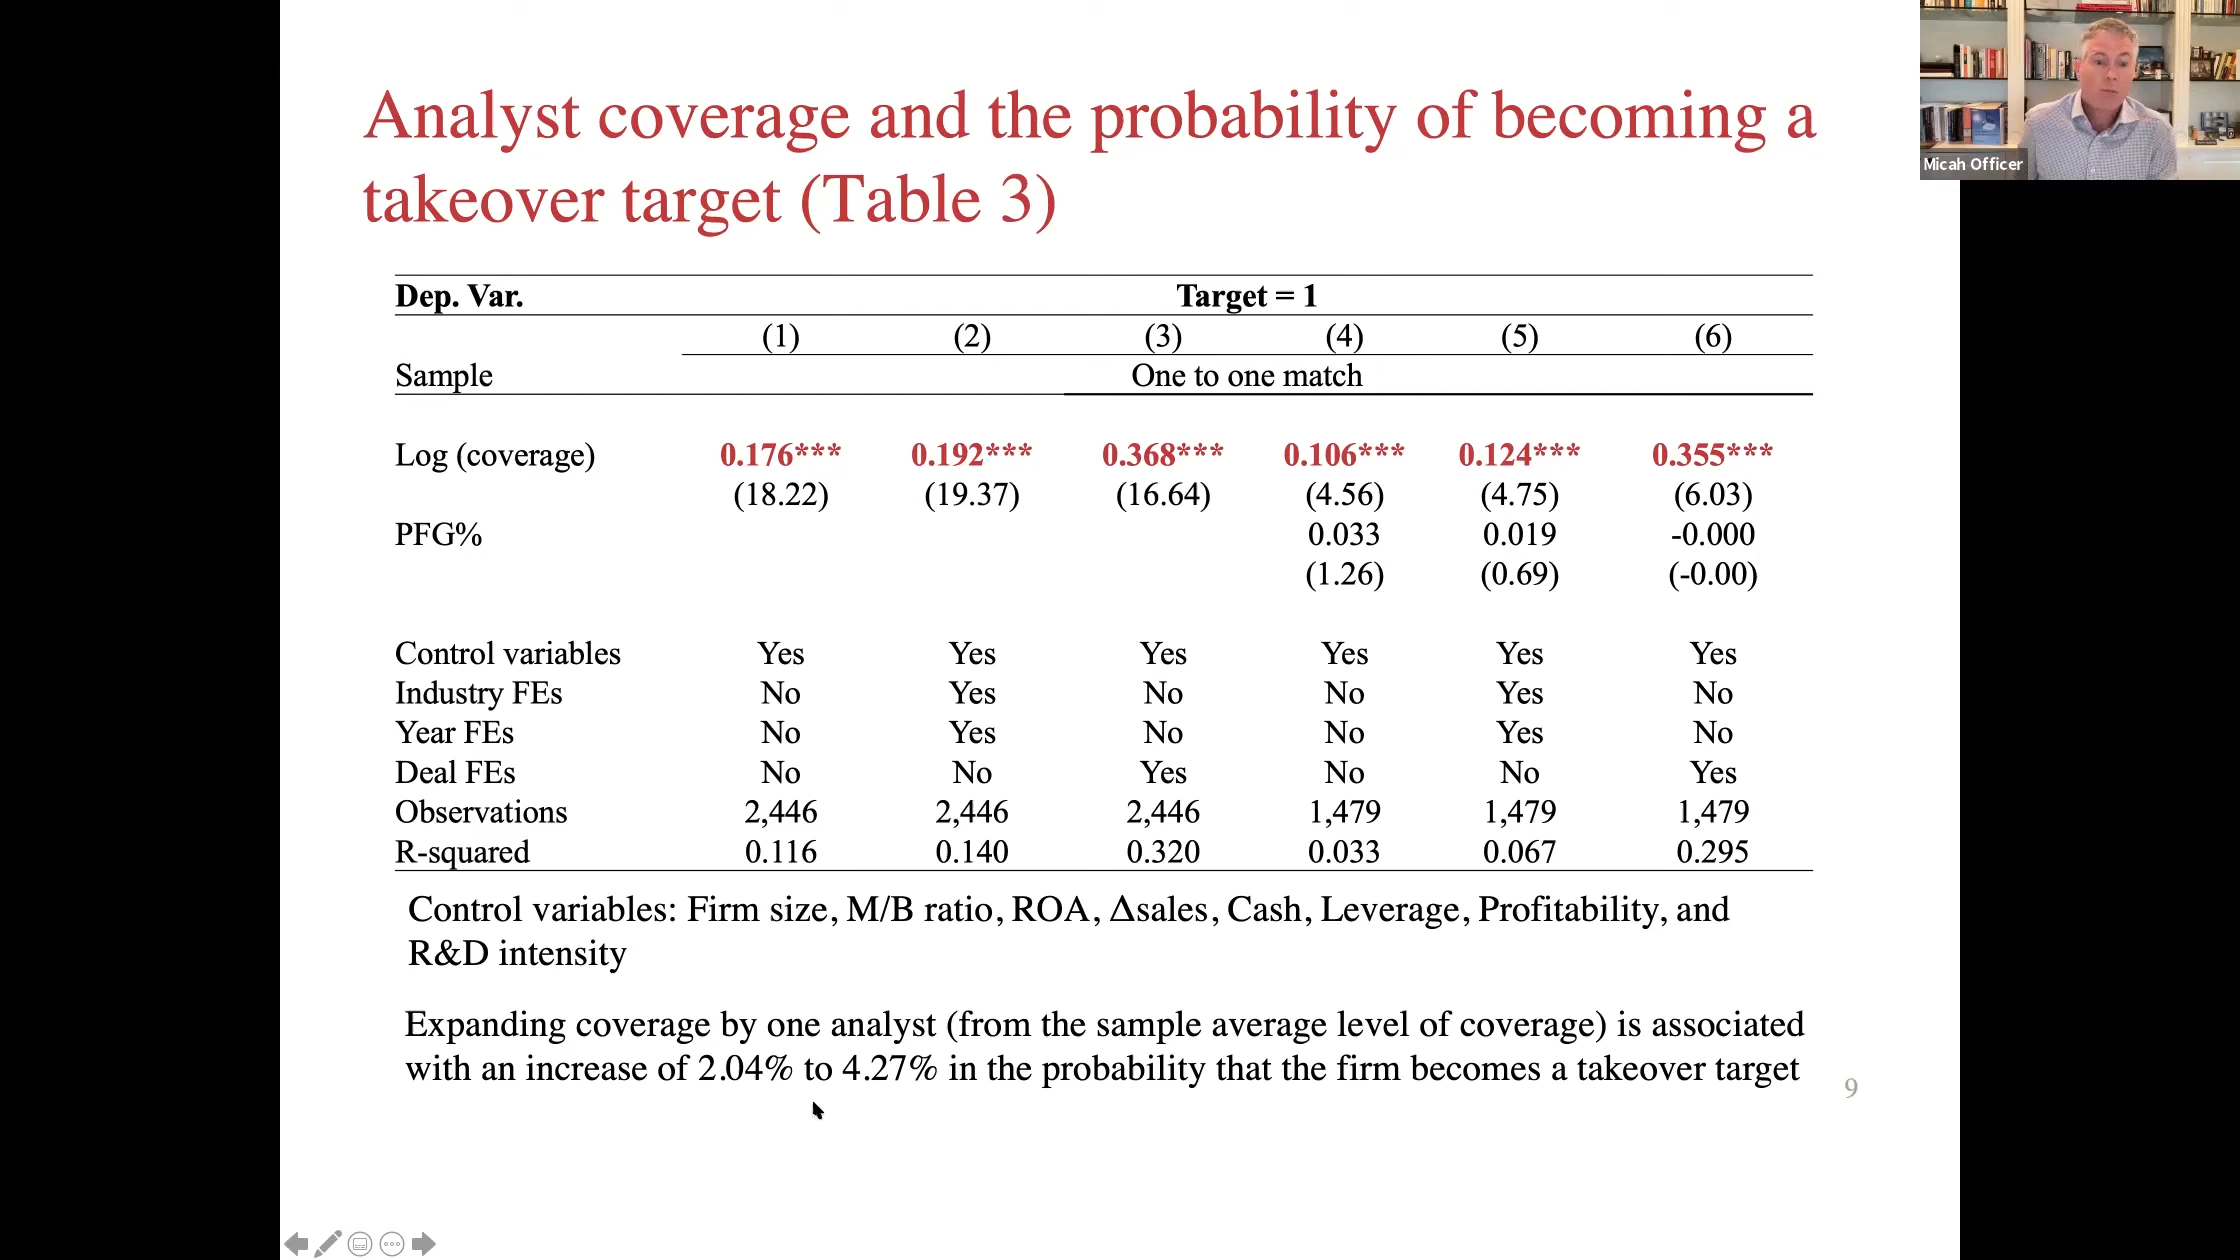 Analyst coverage and the probability of becoming a
takeover target (Table 3)
Micah Officer
Dep. Var. Target = 1
(1) (2) (3) (4) (5) (6)
Sample One to one match
Log (coverage) 0.176*** 0.192*** 0.368*** 0.106*** 0.124*** 0.355***
(18.22) (19.37) (16.64) (4.56) (4.75) (6.03)
PFG% 0.033 0.019 -0.000
(1.26) (0.69) (-0.00)
Control variables Yes Yes Yes Yes Yes Yes
Industry FEs No Yes No No Yes No
Year FEs No Yes No No Yes No
Deal FEs No No Yes No No Yes
Observations 2,446 2,446 2,446 1,479 1,479 1,479
R-squared 0.116 0.140 0.320 0.033 0.067 0.295
Control variables: Firm size, M/B ratio, ROA, Δsales, Cash, Leverage, Profitability, and
R&D intensity
Expanding coverage by one analyst (from the sample average level of coverage) is associated
with an increase of 2.04% to 4.27% in the probability that the firm becomes a takeover target
9